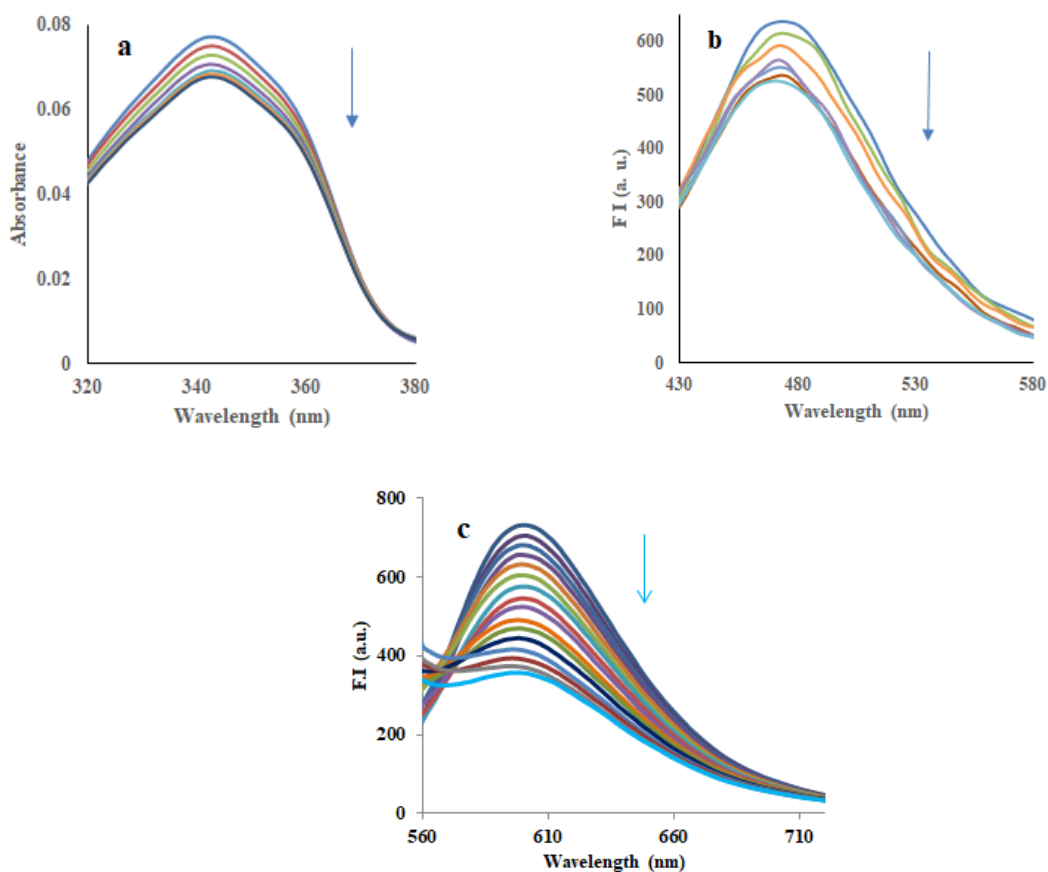 a
0.08
0.06
0.04
0.02
0
Absorbance
320 340 360 380
Wavelength (nm)
b
600
500
400
300
200
100
0
F I (a. u.)
430 480 530 580
Wavelength (nm)
c
800
600
400
200
0
F.I (a.u.)
560 610 660 710
Wavelength (nm)